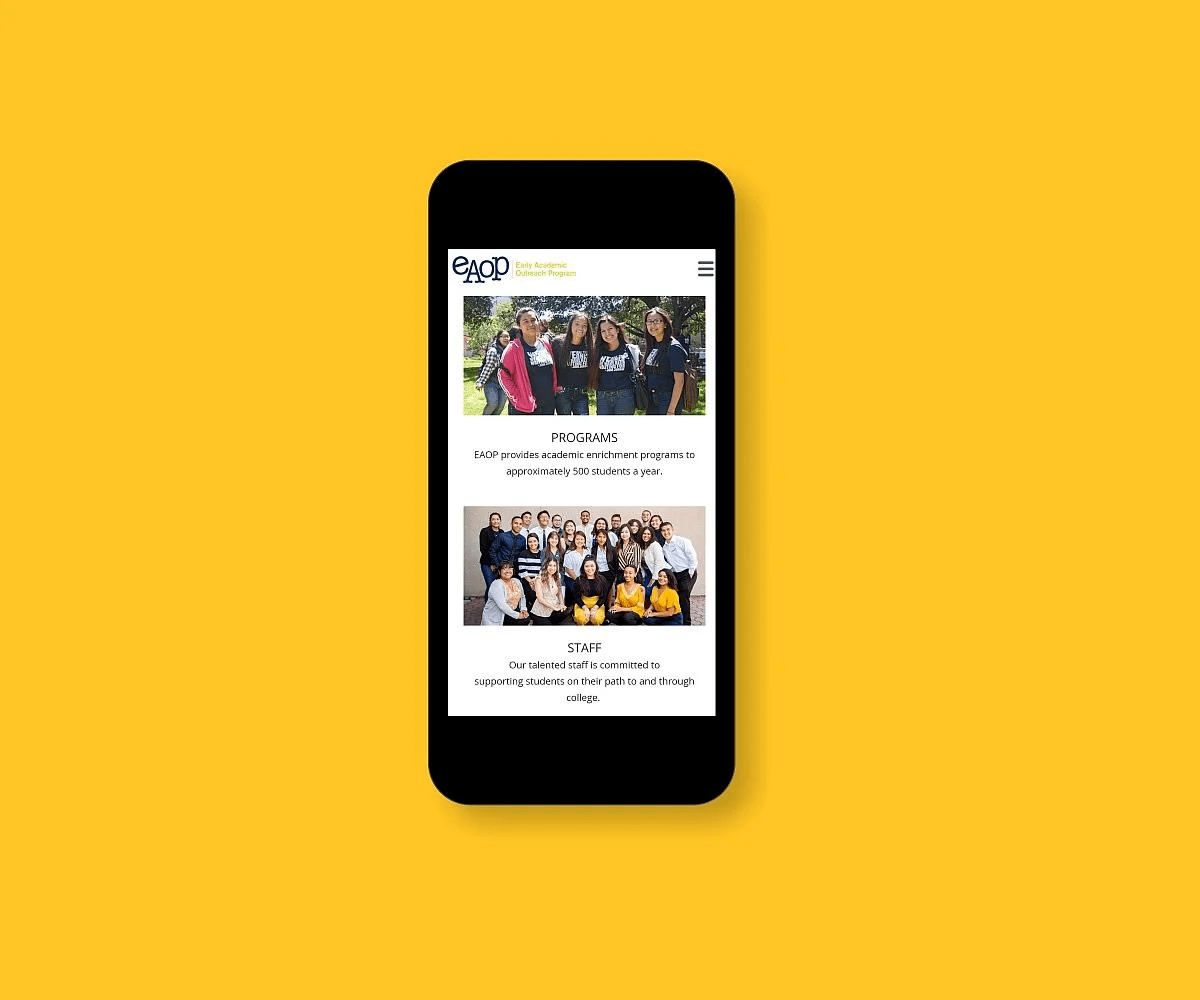 eAOP
Early Academic
Outreach Program
PROGRAMS
EAOP provides academic enrichment programs to
approximately 500 students a year.
STAFF
Our talented staff is committed to
supporting students on their path to and through
college.